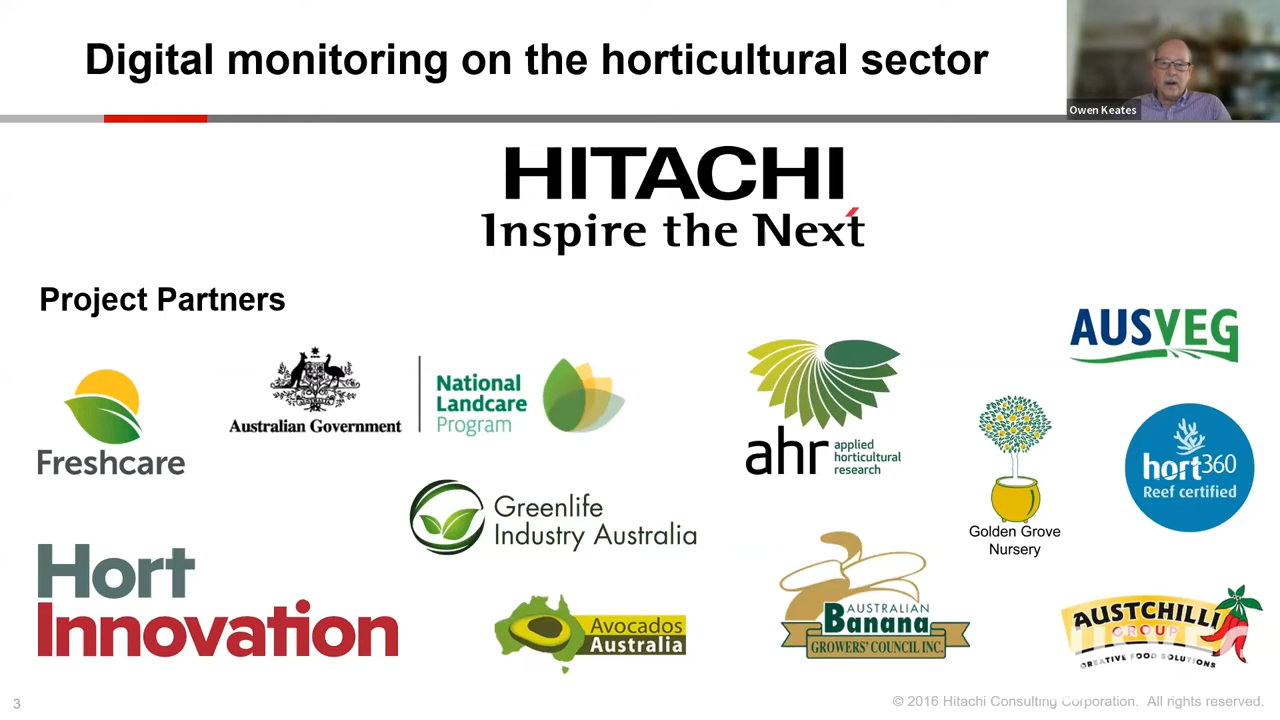 Digital monitoring on the horticultural sector
Owen Keates
HITACHI
Inspire the Next
Project Partners
AUSVEG
Freshcare
Australian Government
National
Landcare
Program
ahr applied
horticultural
research
Golden Grove
Nursery
hort360
Reef certified
Greenlife
Industry Australia
Hort
Innovation
Avocados
Australia
AUSTRALIAN
Banana
GROWERS' COUNCIL INC.
AUSTCHILLI
GROUP
CREATIVE FOOD SOLUTIONS
3
© 2016 Hitachi Consulting Corporation. All rights reserved.